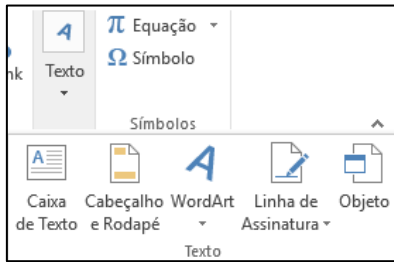 Equação
nk Texto Símbolo
Símbolos
Caixa de Texto
Cabeçalho e Rodapé
WordArt
Linha de Assinatura
Objeto
Texto